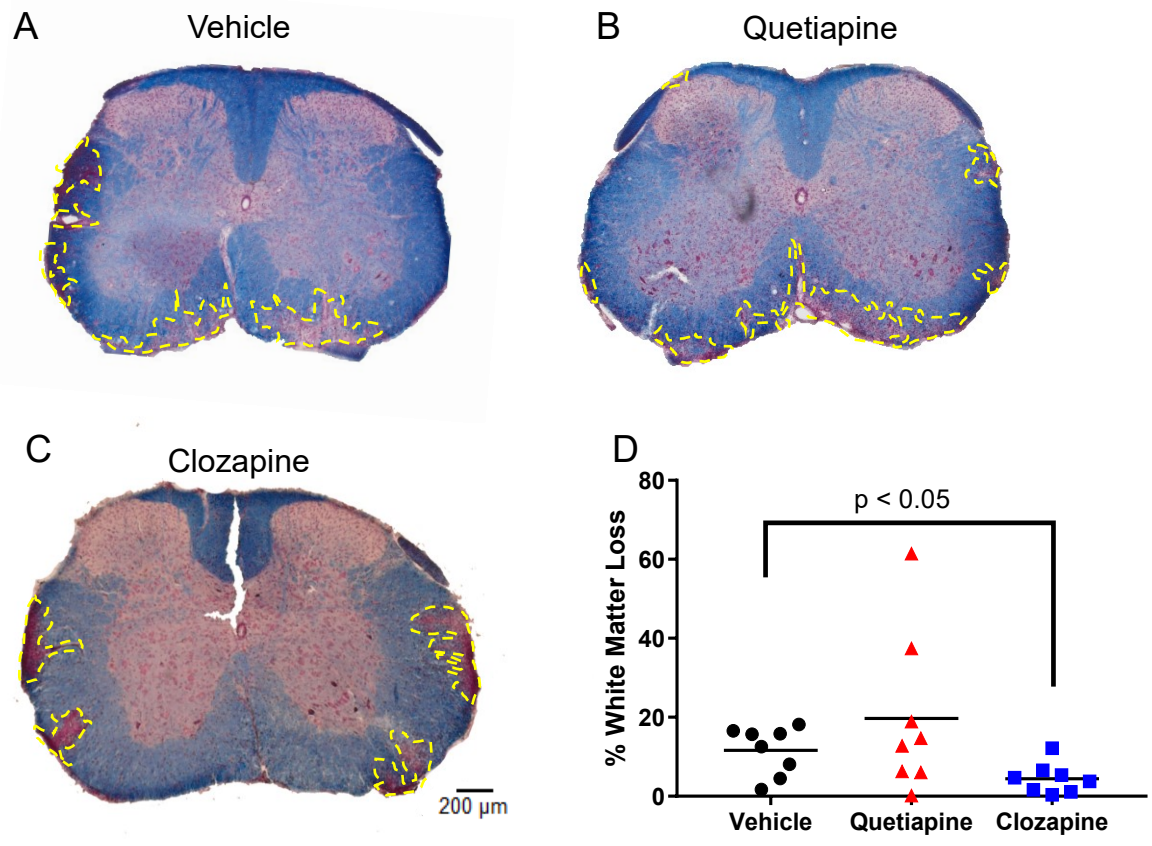 A
Vehicle
B
Quetiapine
C
Clozapine
200 µm
D
80
60
40
20
0
% White Matter Loss
p < 0.05
Vehicle
Quetiapine
Clozapine